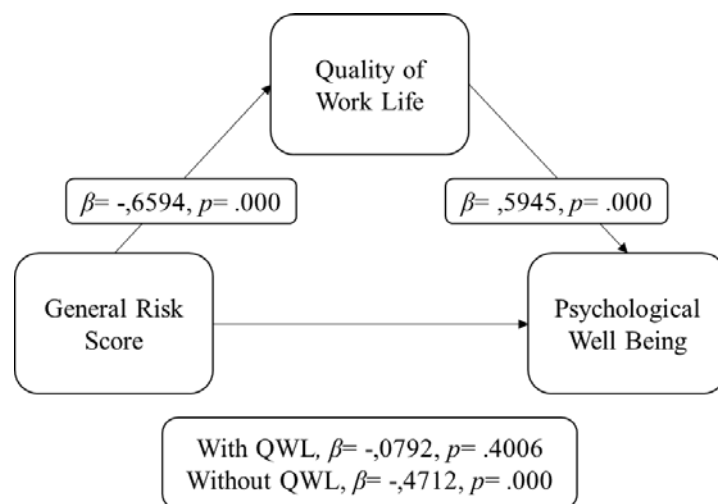 Quality of
Work Life
β= -,6594, p= .000
β= ,5945, p= .000
General Risk
Score
Psychological
Well Being
With QWL, β= -,0792, p= .4006
Without QWL, β= -,4712, p= .000